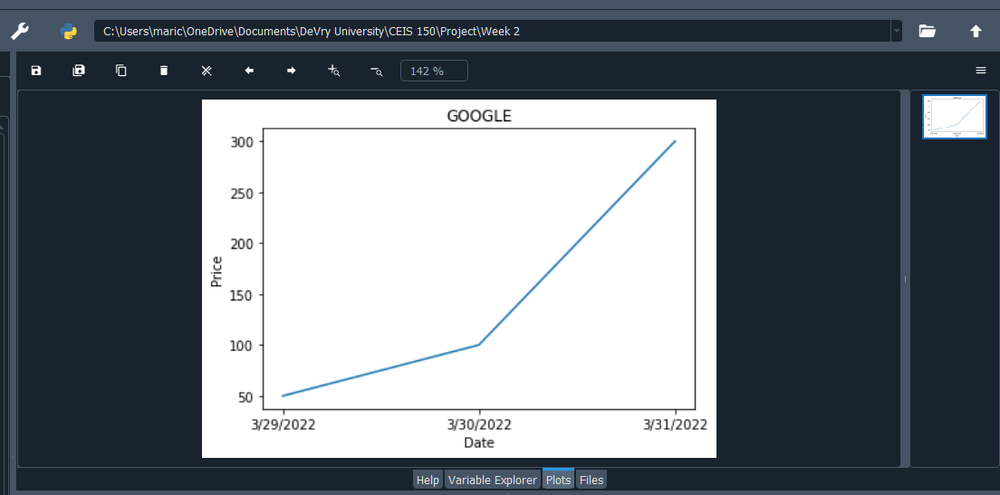 C:\Users\maric\OneDrive\Documents\DeVry University\CEIS 150\Project\Week 2
142 %
GOOGLE
300
250
200
150
100
50
Price
3/29/2022 3/30/2022 3/31/2022
Date
Help Variable Explorer Plots Files